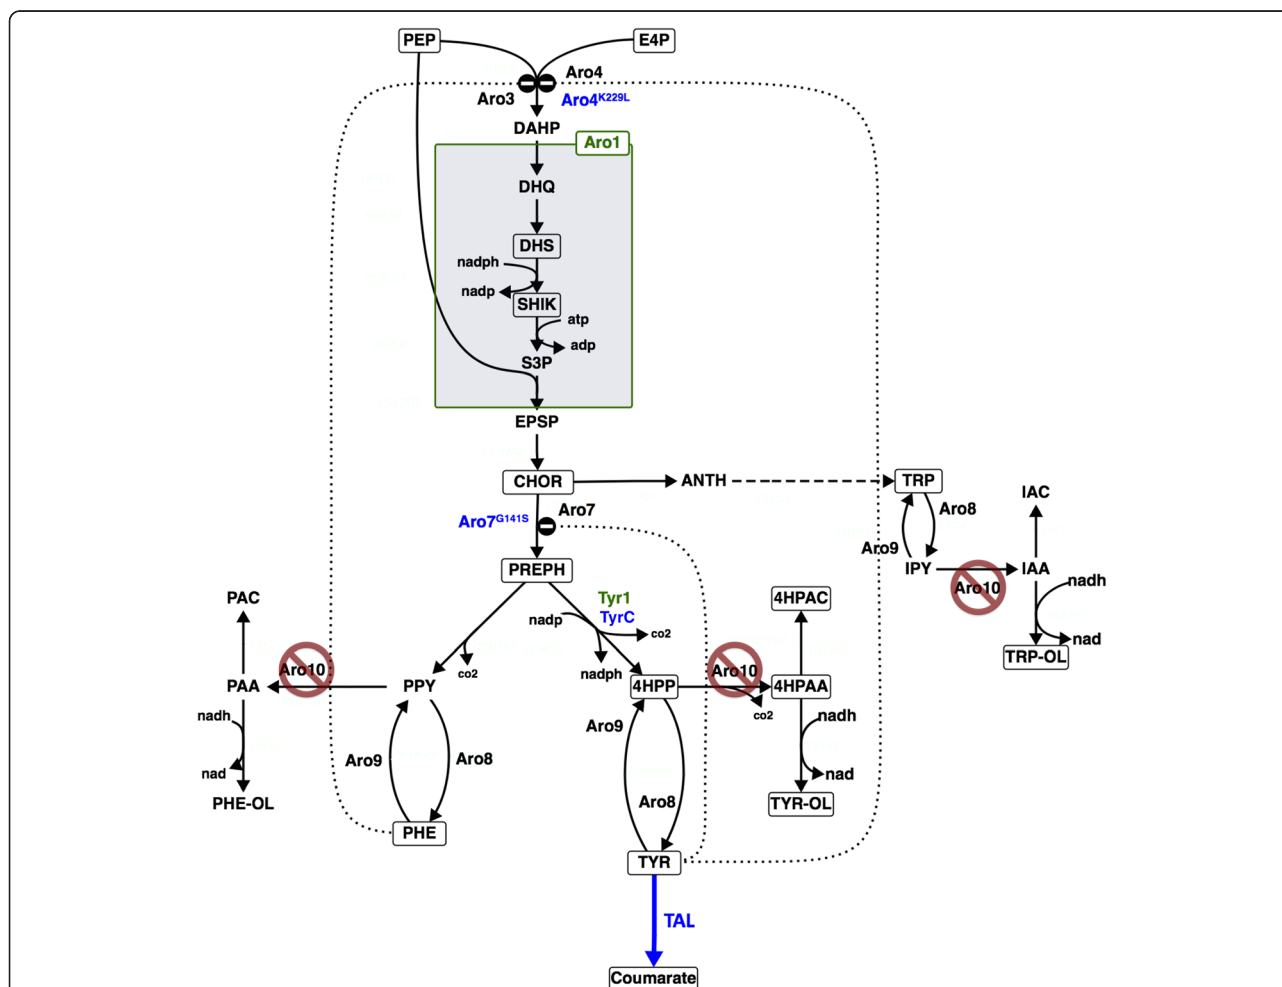 PEP
E4P
Aro4
Aro3
Aro4K229L
DAHP
Aro1
DHQ
DHS
nadph
nadp
SHIK
atp
adp
S3P
EPSP
CHOR
ANTH
TRP
IAC
Aro7
Aro7G141S
Aro8
Aro9
IPY
Aro10
IAA
nadh
nad
TRP-OL
PREPH
PAC
Tyr1
TyrC
nadp
co2
4HPAC
co2
nadph
Aro10
Aro10
PAA
PPY
4HPP
4HPAA
co2
nadh
nad
PHE-OL
Aro9
Aro8
Aro9
Aro8
nadh
nad
TYR-OL
PHE
TYR
TAL
Coumarate